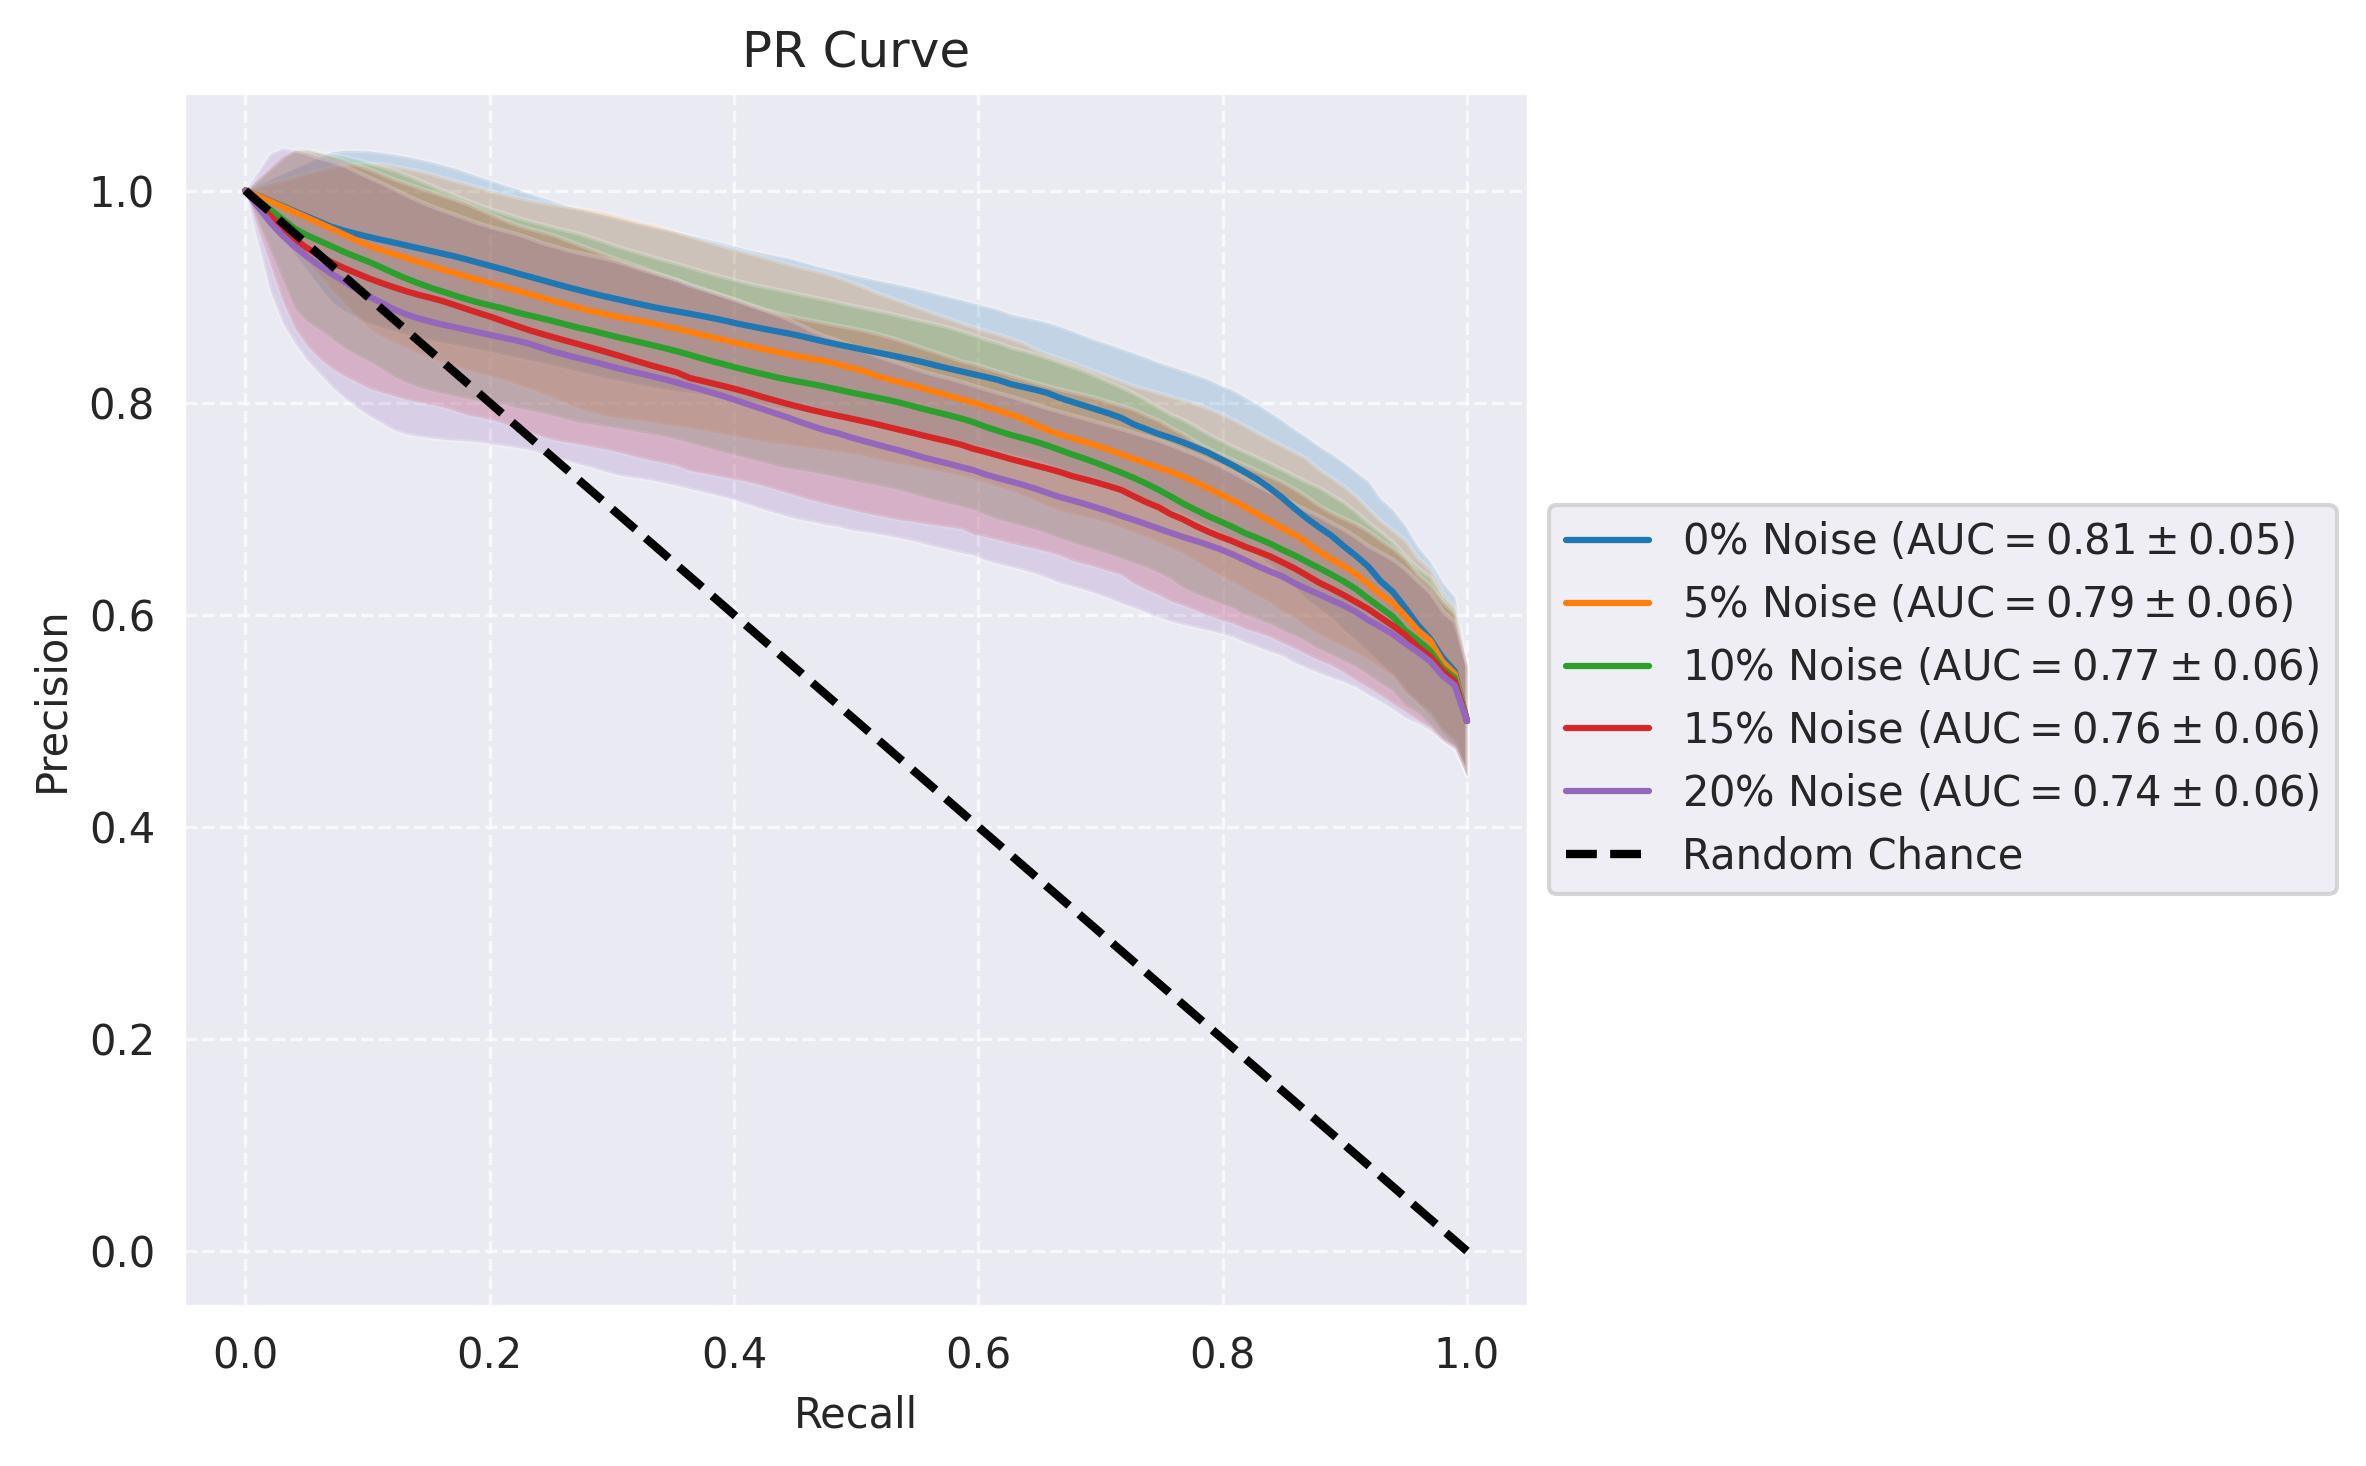 PR Curve
Precision
1.0
0.8
0.6
0.4
0.2
0.0
0.0 0.2 0.4 0.6 0.8 1.0
Recall
0% Noise (AUC = 0.81 ± 0.05)
5% Noise (AUC = 0.79 ± 0.06)
10% Noise (AUC = 0.77 ± 0.06)
15% Noise (AUC = 0.76 ± 0.06)
20% Noise (AUC = 0.74 ± 0.06)
Random Chance